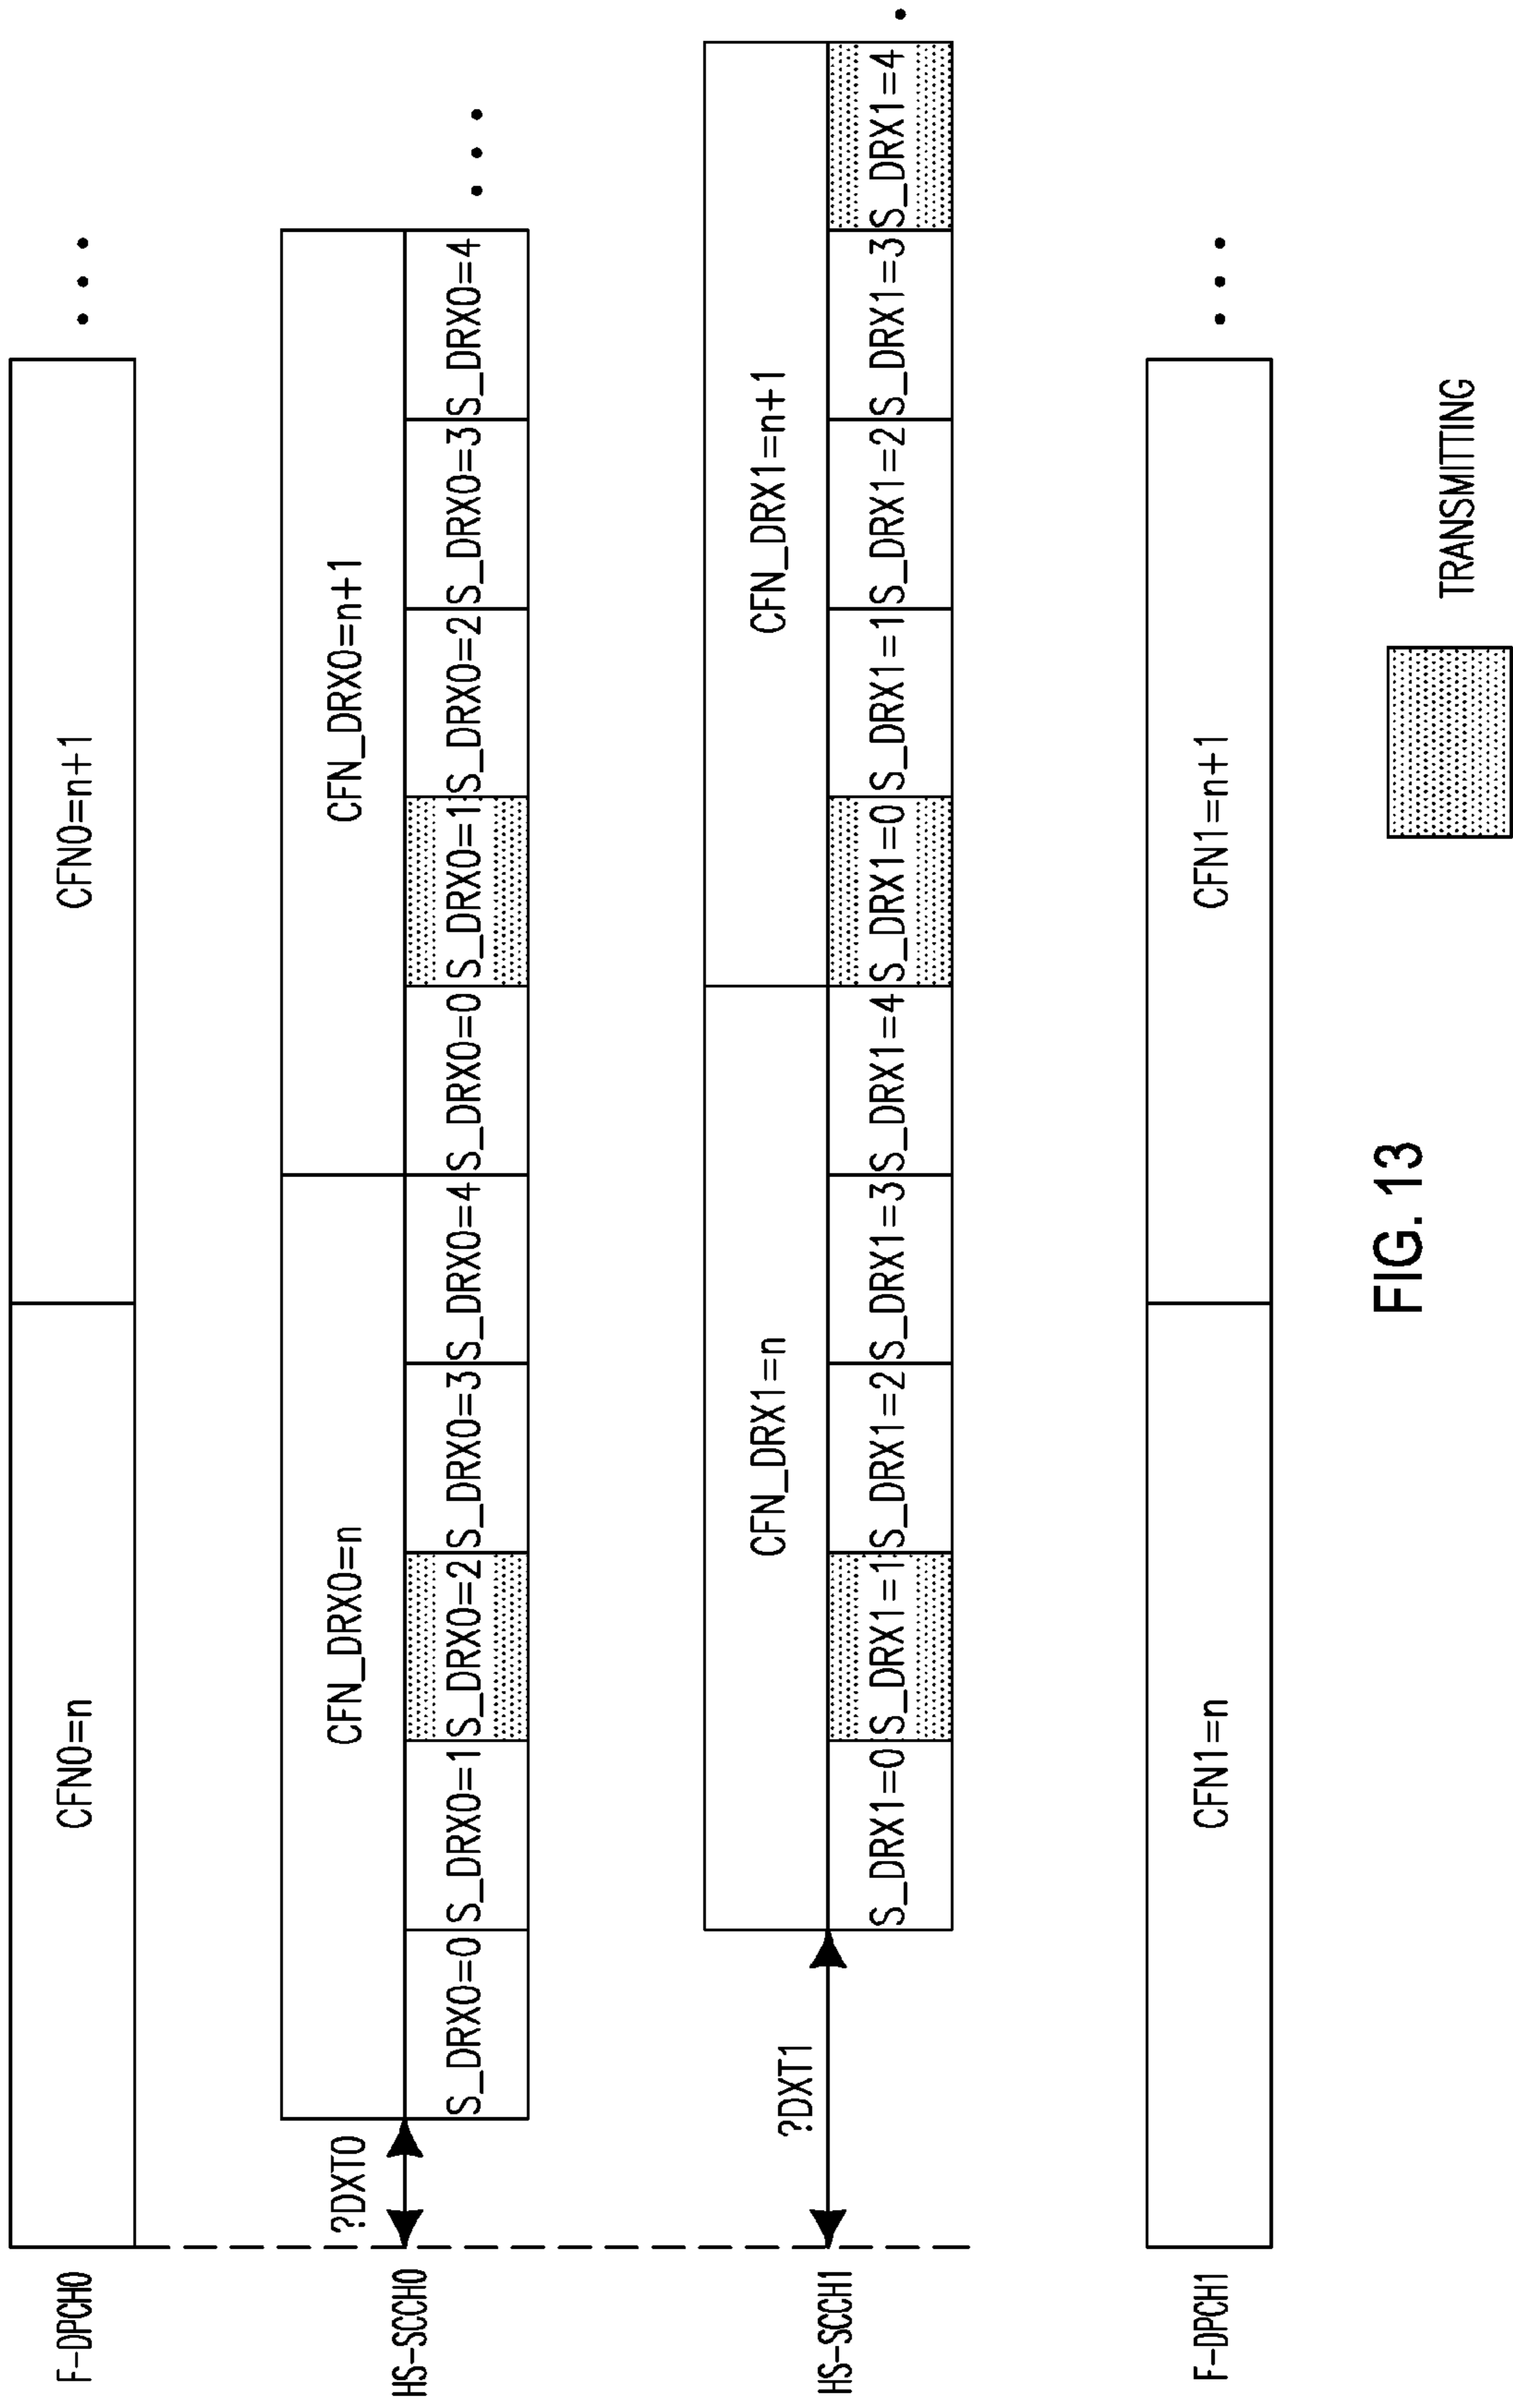 F-DPCH0
CFN0=n
CFN0=n+1
?DXT0
CFN_DRX0=n
CFN_DRX0=n+1
HS-SCCH0
S_DRX0=0
S_DRX0=1
S_DRX0=2
S_DRX0=3
S_DRX0=4
S_DRX0=0
S_DRX0=1
S_DRX0=2
S_DRX0=3
S_DRX0=4
?DXT1
CFN_DRX1=n
CFN_DRX1=n+1
HS-SCCH1
S_DRX1=0
S_DRX1=1
S_DRX1=2
S_DRX1=3
S_DRX1=4
S_DRX1=0
S_DRX1=1
S_DRX1=2
S_DRX1=3
S_DRX1=4
F-DPCH1
CFN1=n
CFN1=n+1
TRANSMITTING
FIG. 13